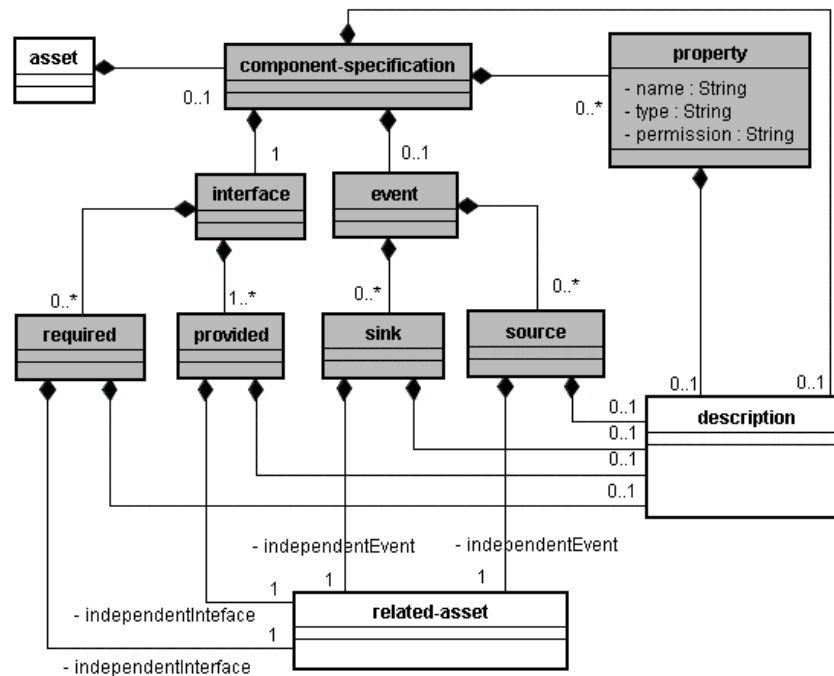 asset
component-specification
property
- name : String
- type : String
- permission : String
0..1
0..*
1
0..1
interface
event
0..*
1..*
0..*
0..*
required
provided
sink
source
0..1
0..1
description
0..1
0..1
0..1
0..1
- independentEvent
- independentEvent
1
1
1
- independentInteface
related-asset
1
- independentInterface